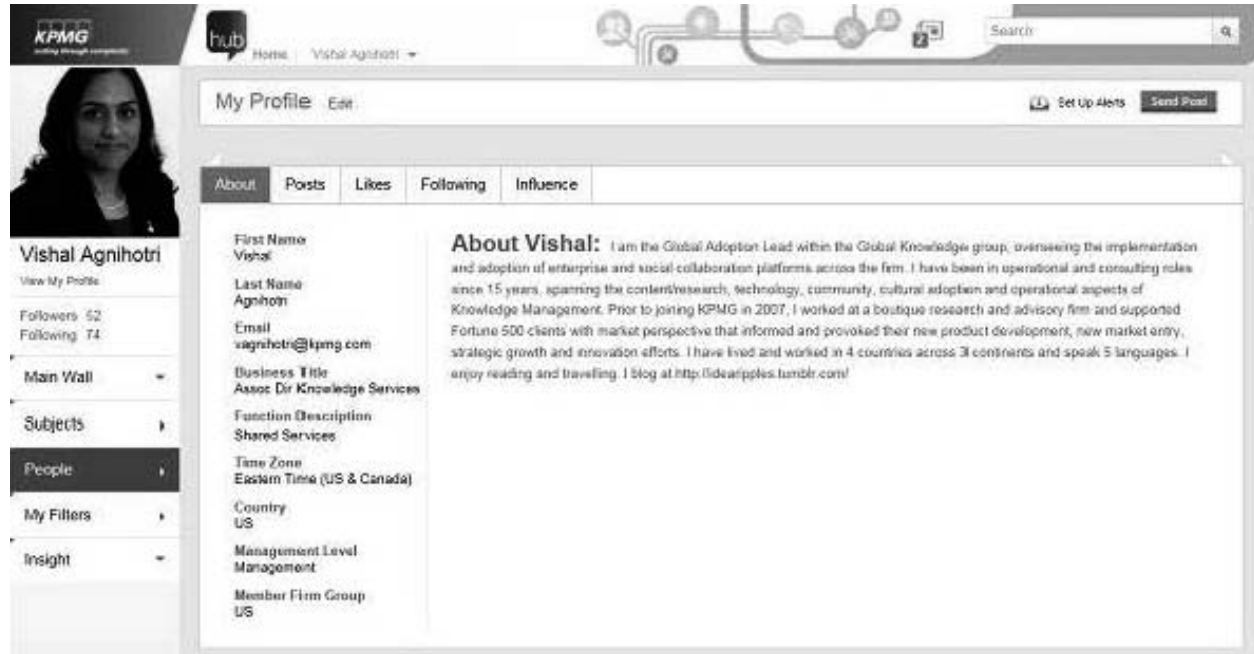 KPMG
cutting through complexity
hub
Home
Vishal Agnihotri
2
Search
My Profile Edit
Set Up Alerts
Send Post
About
Posts
Likes
Following
Influence
Vishal Agnihotri
View My Profile
Followers 52
Following 74
Main Wall
Subjects
People
My Filters
Insight
First Name
Vishal
Last Name
Agnihotri
Email
vagnihotri@kpmg.com
Business Title
Assoc Dir Knowledge Services
Function Description
Shared Services
Time Zone
Eastern Time (US & Canada)
Country
US
Management Level
Management
Member Firm Group
US
About Vishal: I am the Global Adoption Lead within the Global Knowledge group, overseeing the implementation
and adoption of enterprise and social collaboration platforms across the firm. I have been in operational and consulting roles
since 15 years, spanning the content/research, technology, community, cultural adoption and operational aspects of
Knowledge Management. Prior to joining KPMG in 2007, I worked at a boutique research and advisory firm and supported
Fortune 500 clients with market perspective that informed and provoked their new product development, new market entry,
strategic growth and innovation efforts. I have lived and worked in 4 countries across 3 continents and speak 5 languages. I
enjoy reading and travelling. I blog at http://idearipples.tumblr.com/